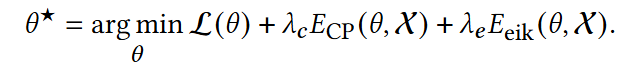 θ⋆ = arg min ℒ(θ) + λ_c E_CP(θ, 𝒳) + λ_e E_eik(θ, 𝒳).
θ